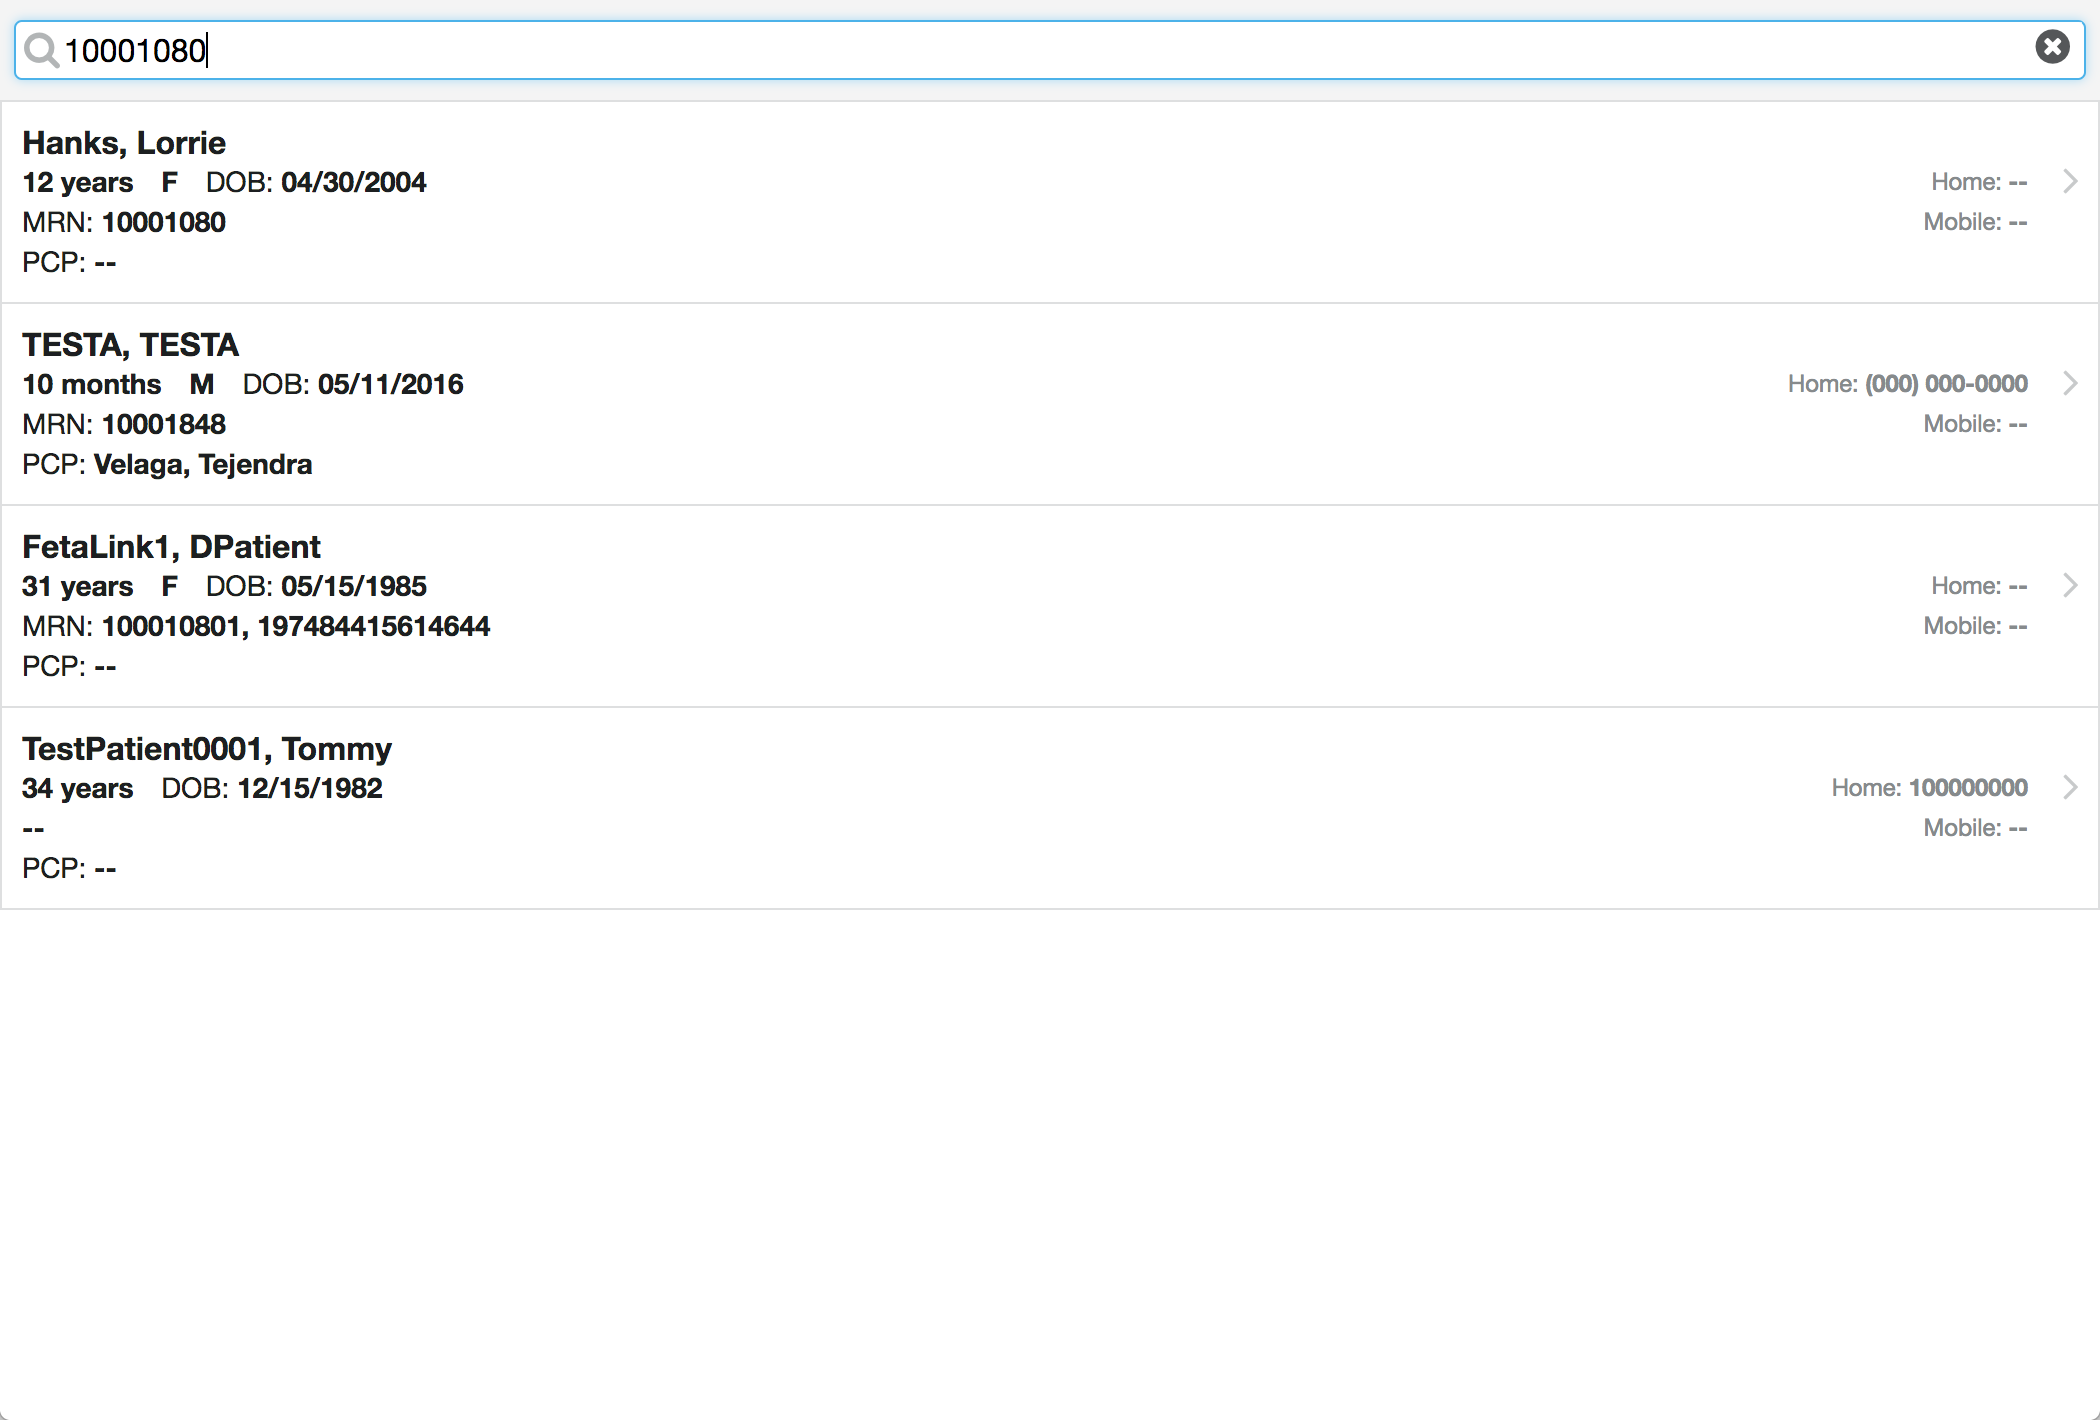 10001080
Hanks, Lorrie
12 years F DOB: 04/30/2004
Home: --
MRN: 10001080
Mobile: --
PCP: --
TESTA, TESTA
10 months M DOB: 05/11/2016
Home: (000) 000-0000
MRN: 10001848
Mobile: --
PCP: Velaga, Tejendra
FetaLink1, DPatient
31 years F DOB: 05/15/1985
Home: --
MRN: 100010801, 197484415614644
Mobile: --
PCP: --
TestPatient0001, Tommy
34 years DOB: 12/15/1982
Home: 100000000
--
Mobile: --
PCP: --